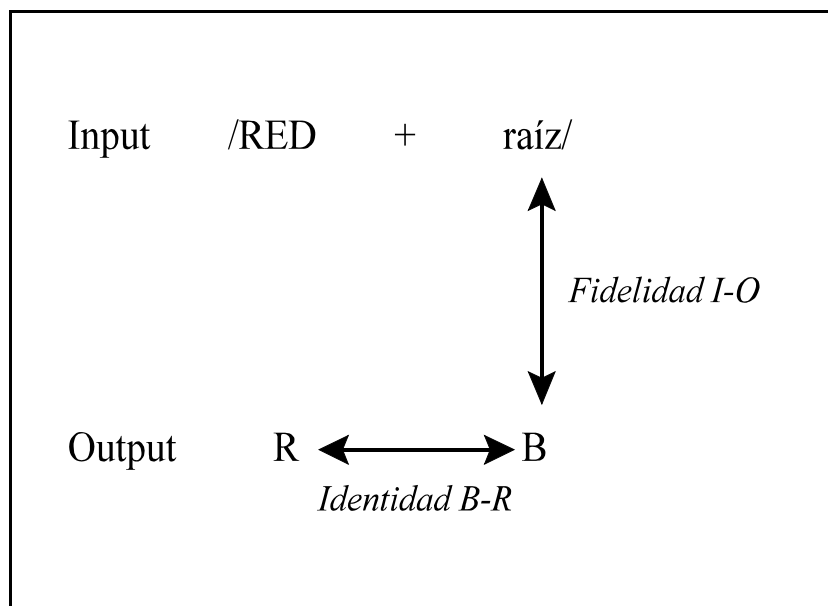 Input /RED + raíz/
Fidelidad I-O
Output R B
Identidad B-R